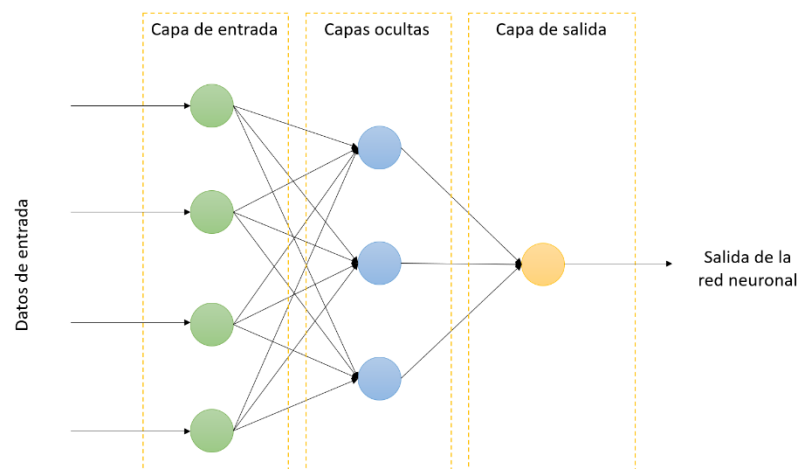 Capa de entrada
Capas ocultas
Capa de salida
Datos de entrada
Salida de la
red neuronal